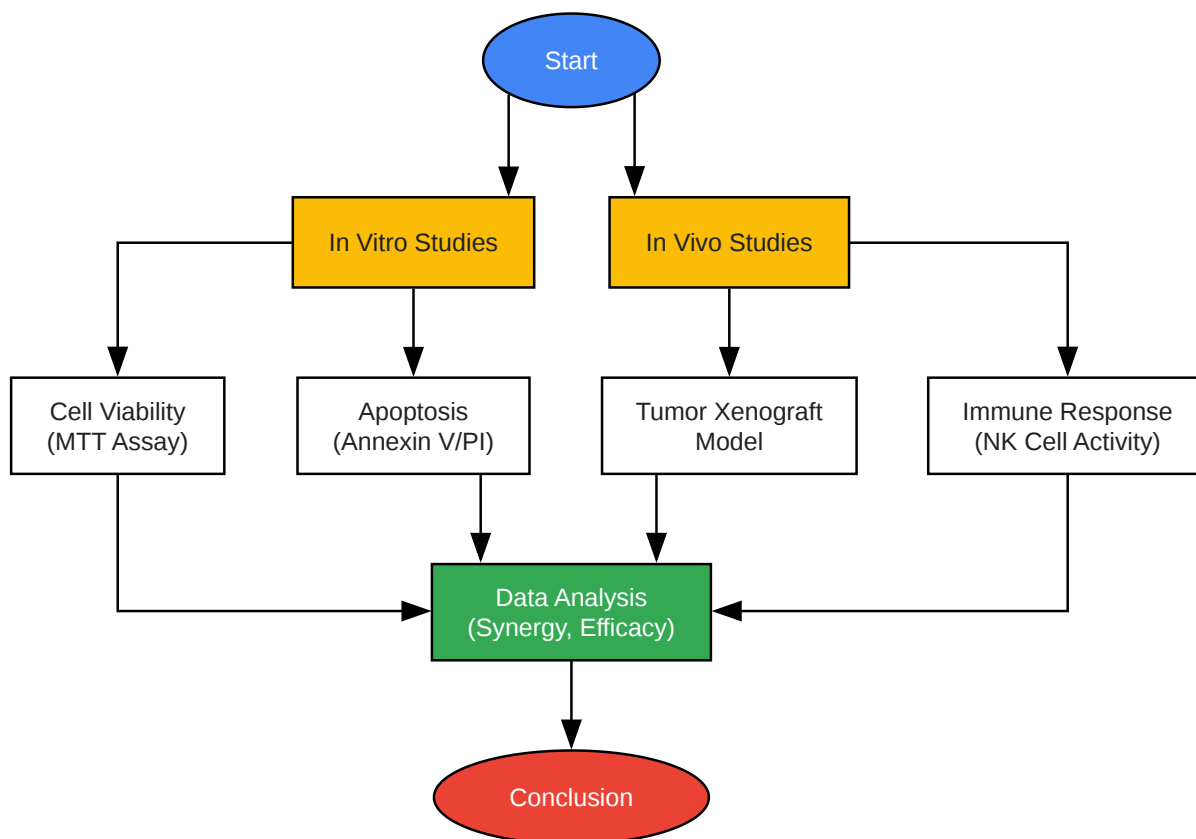 Start
In Vitro Studies
In Vivo Studies
Cell Viability
(MTT Assay)
Apoptosis
(Annexin V/PI)
Tumor Xenograft
Model
Immune Response
(NK Cell Activity)
Data Analysis
(Synergy, Efficacy)
Conclusion